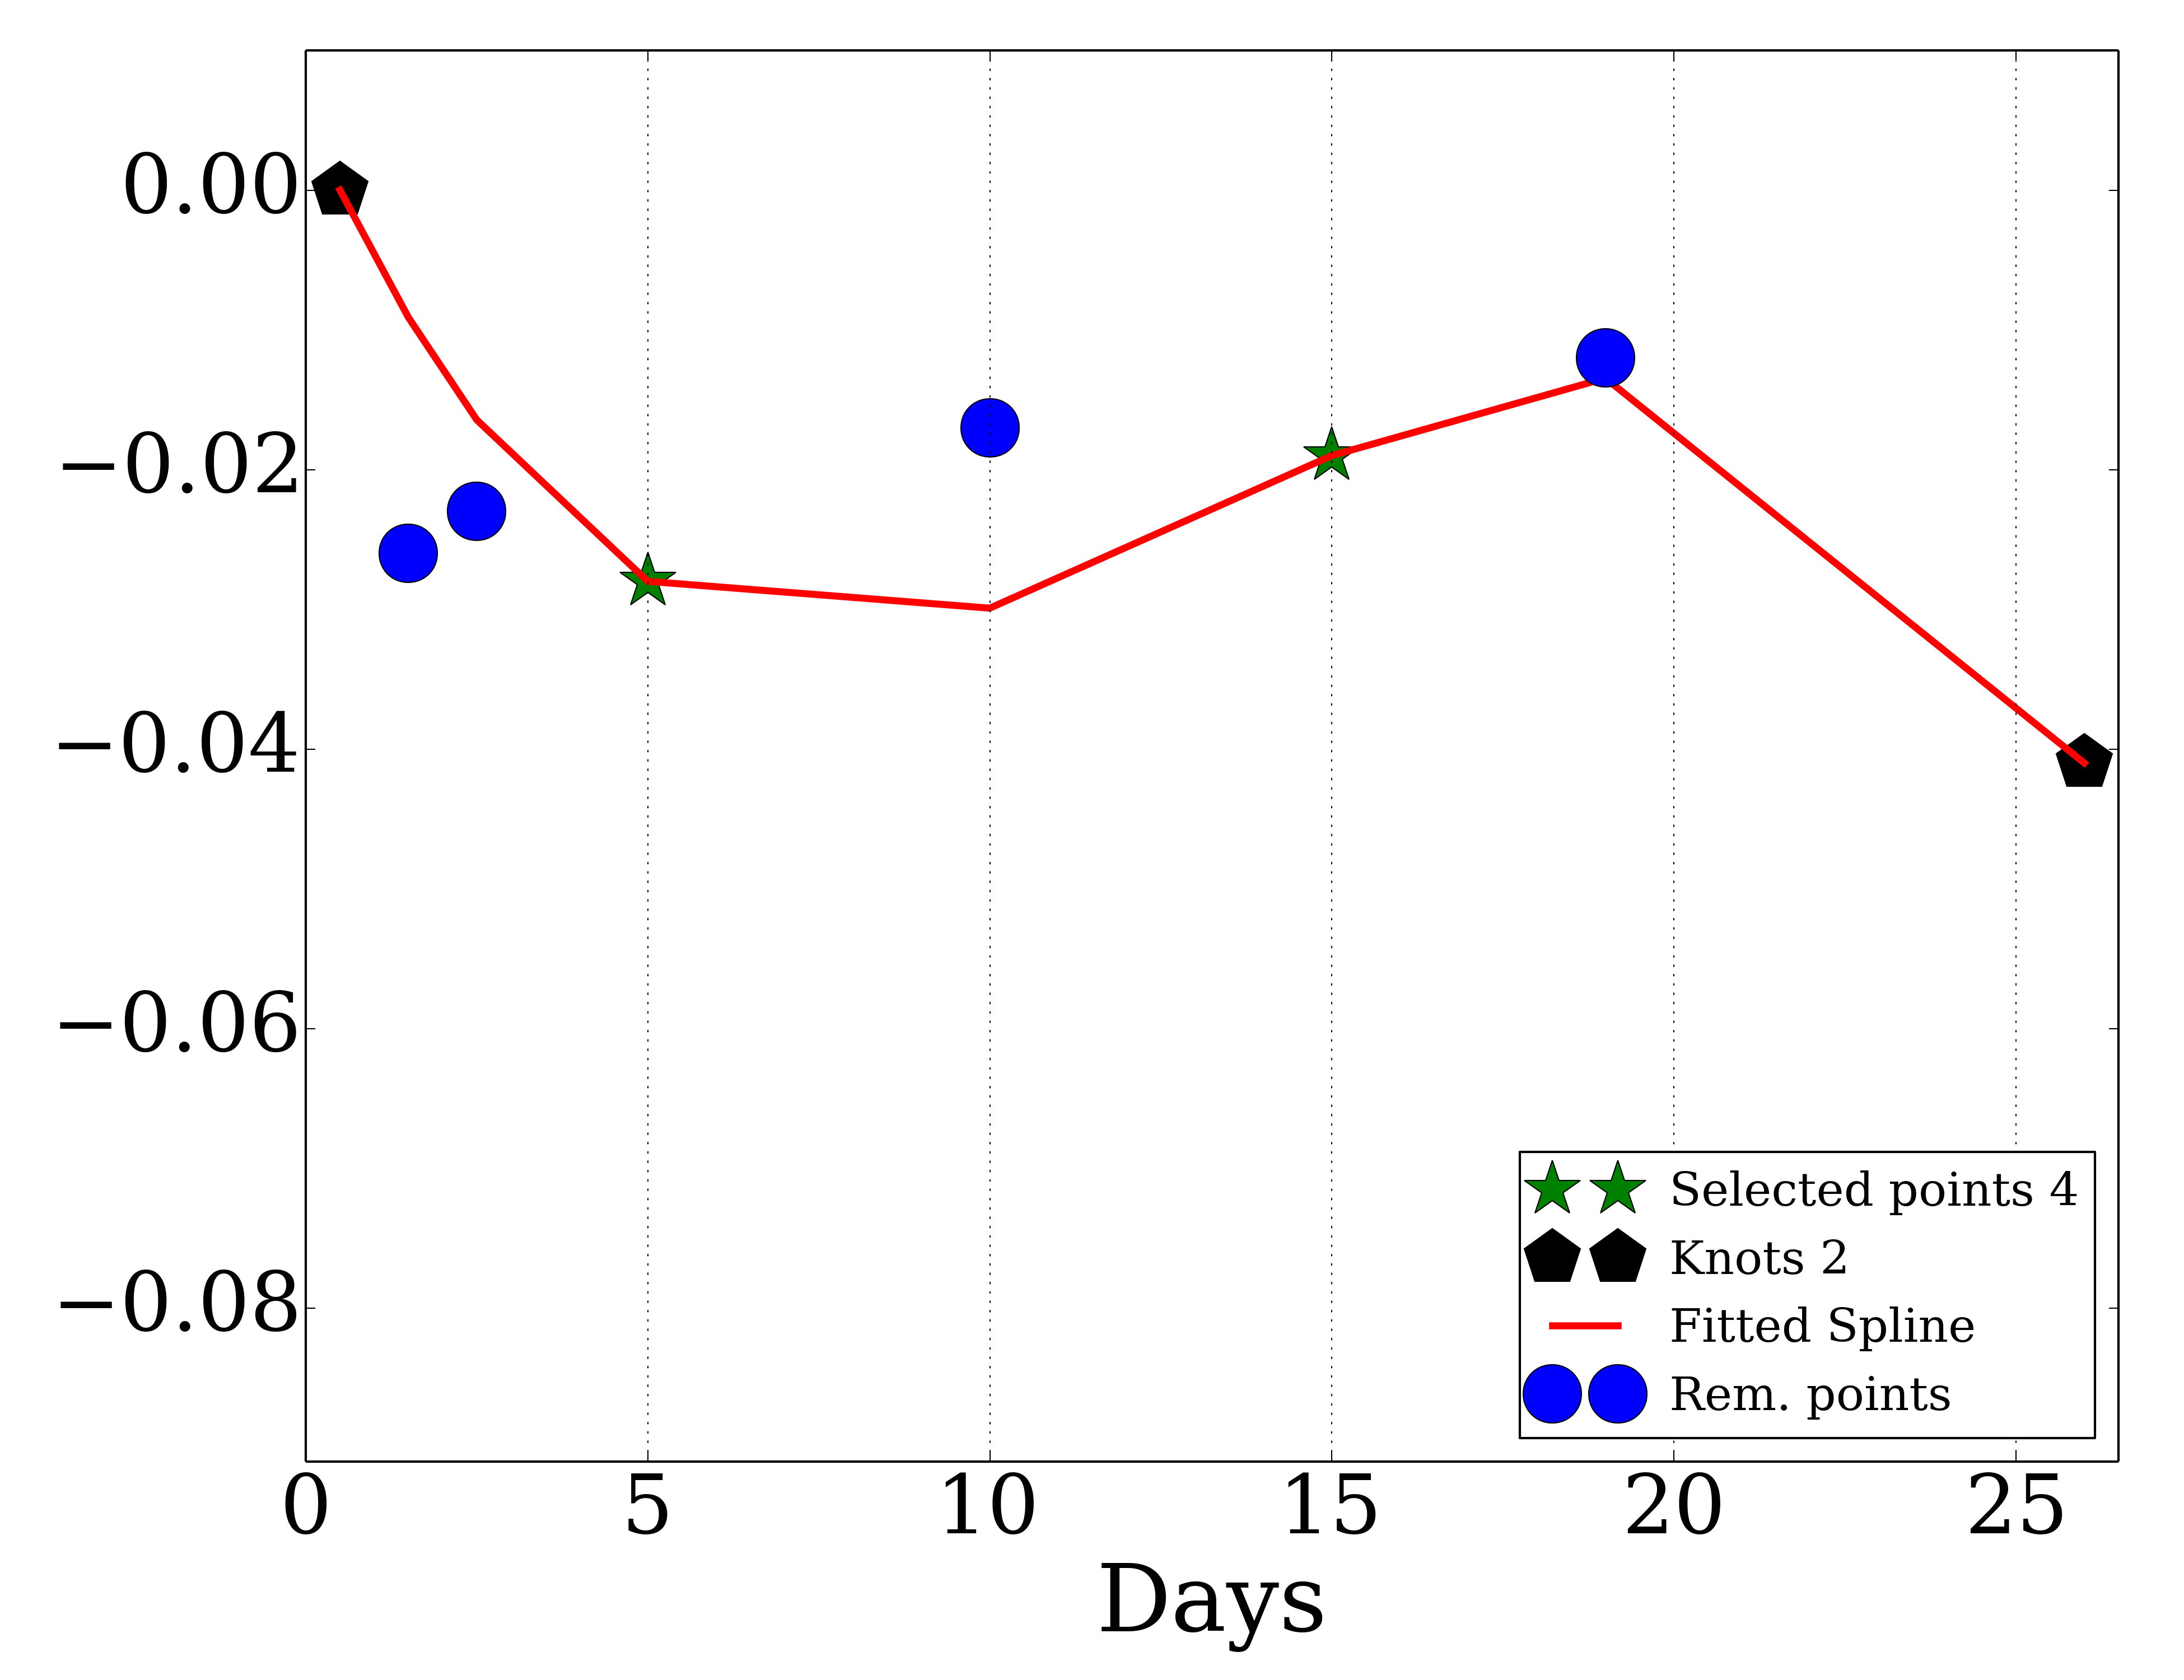 0.00
−0.02
−0.04
−0.06
−0.08
Selected points 4
Knots 2
Fitted Spline
Rem. points
0 5 10 15 20 25
Days